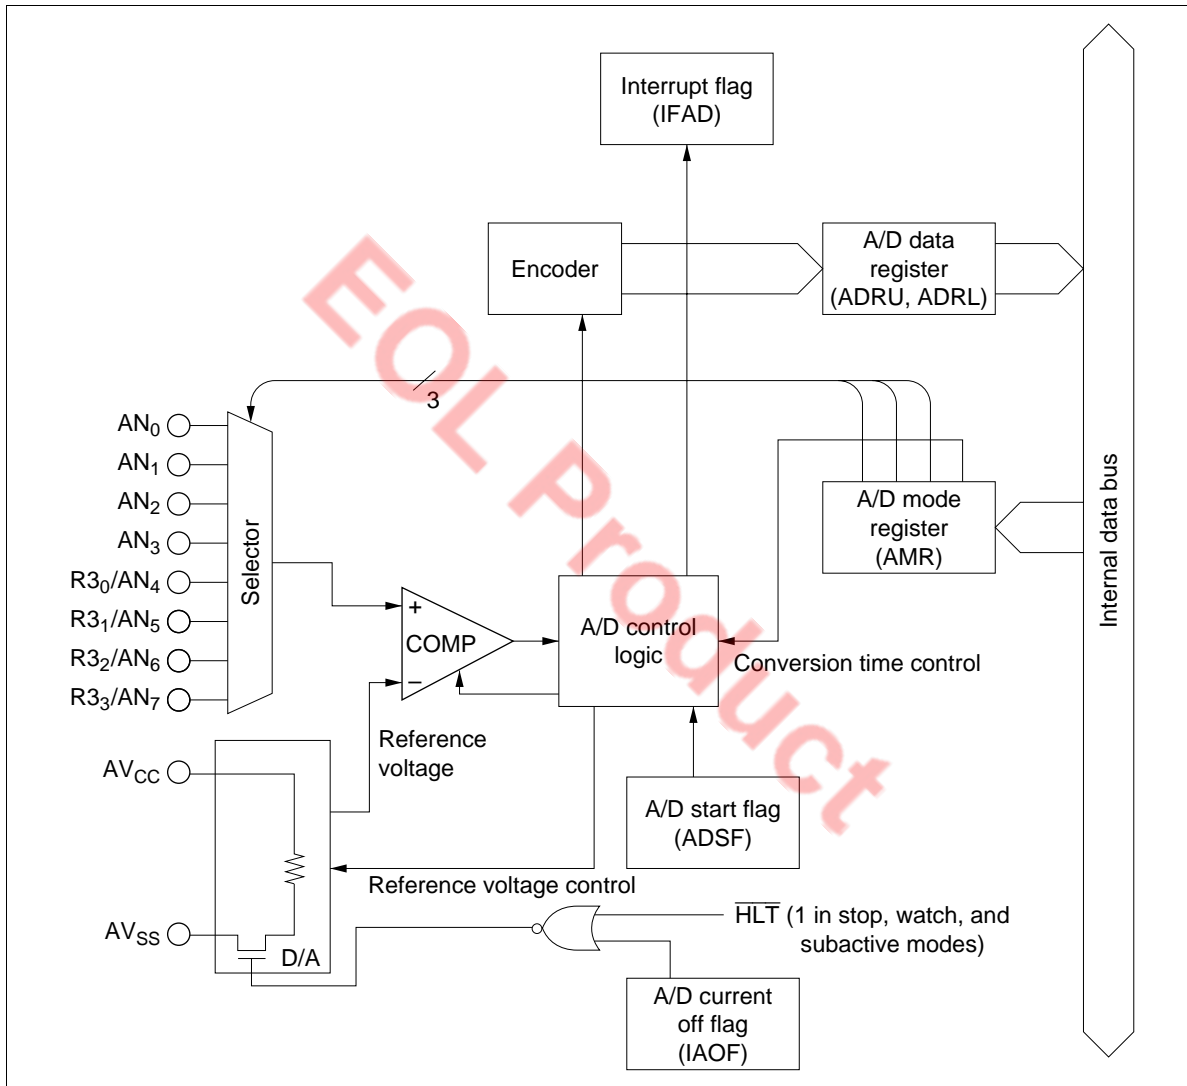 Interrupt flag
(IFAD)
Encoder
A/D data
register
(ADRU, ADRL)
3
AN0
AN1
AN2
AN3
R30/AN4
R31/AN5
R32/AN6
R33/AN7
Selector
A/D mode
register
(AMR)
Internal data bus
+
COMP
−
A/D control
logic
Conversion time control
Reference
voltage
AVCC
A/D start flag
(ADSF)
Reference voltage control
AVSS
D/A
H̅L̅T̅ (1 in stop, watch, and
subactive modes)
A/D current
off flag
(IAOF)
EOL Product